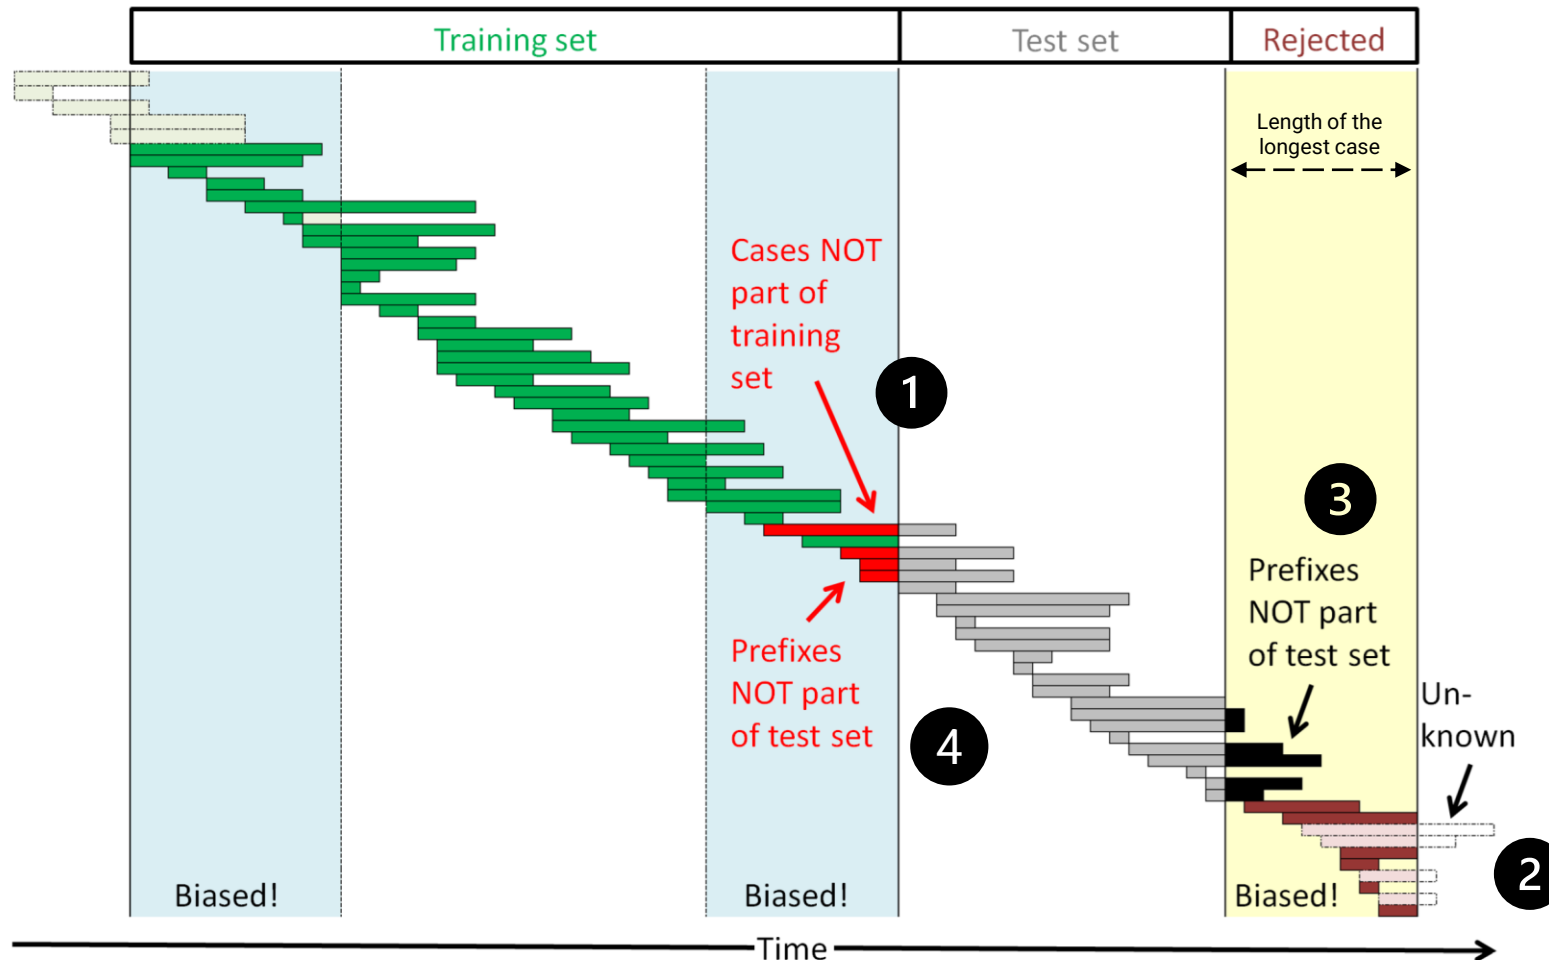 Training set
Test set
Rejected
Length of the
longest case
Cases NOT
part of
training
set
1
3
Prefixes
NOT part
of test set
Prefixes
NOT part
of test set
4
Un-
known
2
Biased!
Biased!
Biased!
Time